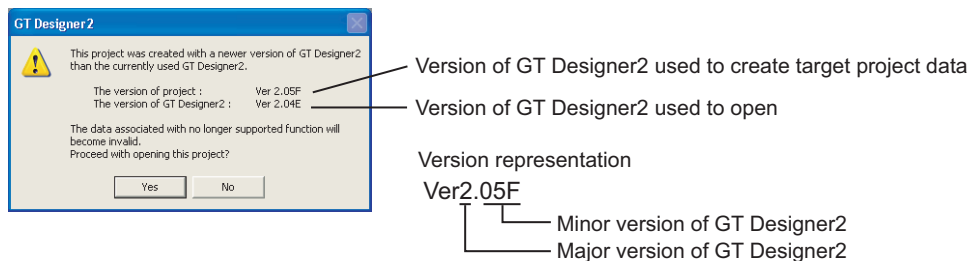 GT Designer2
This project was created with a newer version of GT Designer2
than the currently used GT Designer2.
The version of project : Ver 2.05F
The version of GT Designer2 : Ver 2.04E
The data associated with no longer supported function will
become invalid.
Proceed with opening this project?
Yes No
Version of GT Designer2 used to create target project data
Version of GT Designer2 used to open
Version representation
Ver2.05F
Minor version of GT Designer2
Major version of GT Designer2